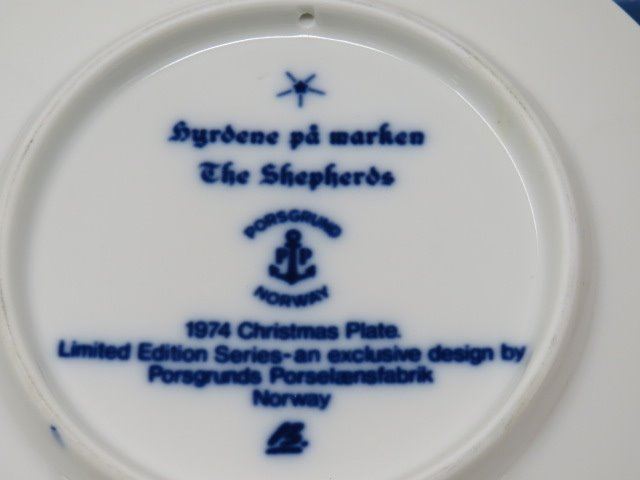 Hyrdene på marken
The Shepherds
PORSGRUND
P P
NORWAY
1974 Christmas Plate.
Limited Edition Series-an exclusive design by
Porsgrunds Porselænsfabrik
Norway